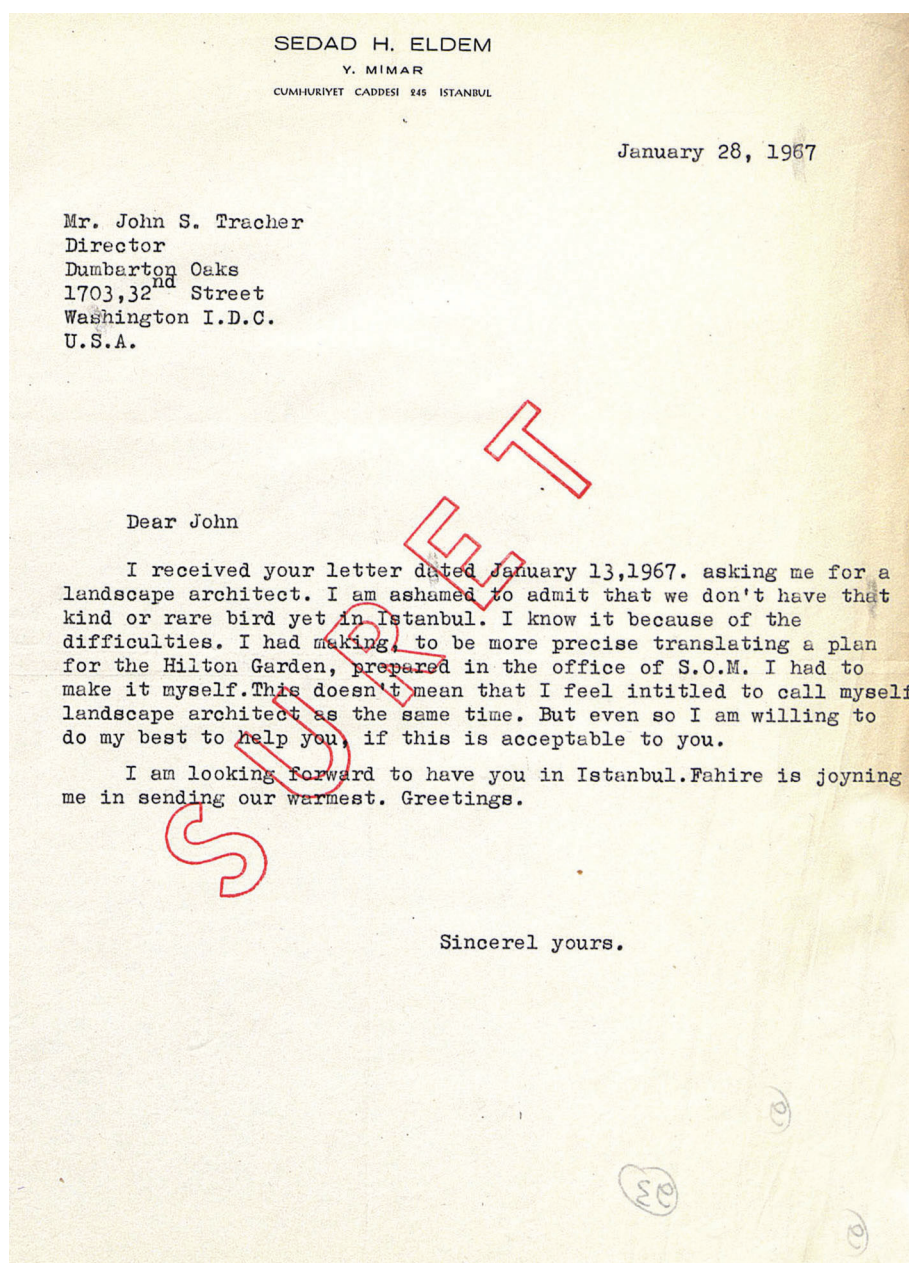 SEDAD H. ELDEM
Y. MIMAR
CUMHURİYET CADDESİ 245 İSTANBUL
January 28, 1967
Mr. John S. Tracher
Director
Dumbarton Oaks
1703,32nd Street
Washington I.D.C.
U.S.A.
SURET
Dear John
I received your letter dated January 13,1967. asking me for a
landscape architect. I am ashamed to admit that we don't have that
kind or rare bird yet in Istanbul. I know it because of the
difficulties. I had making, to be more precise translating a plan
for the Hilton Garden, prepared in the office of S.O.M. I had to
make it myself.This doesn't mean that I feel intitled to call myself
landscape architect as the same time. But even so I am willing to
do my best to help you, if this is acceptable to you.
I am looking forward to have you in Istanbul.Fahire is joyning
me in sending our warmest. Greetings.
Sincerel yours.